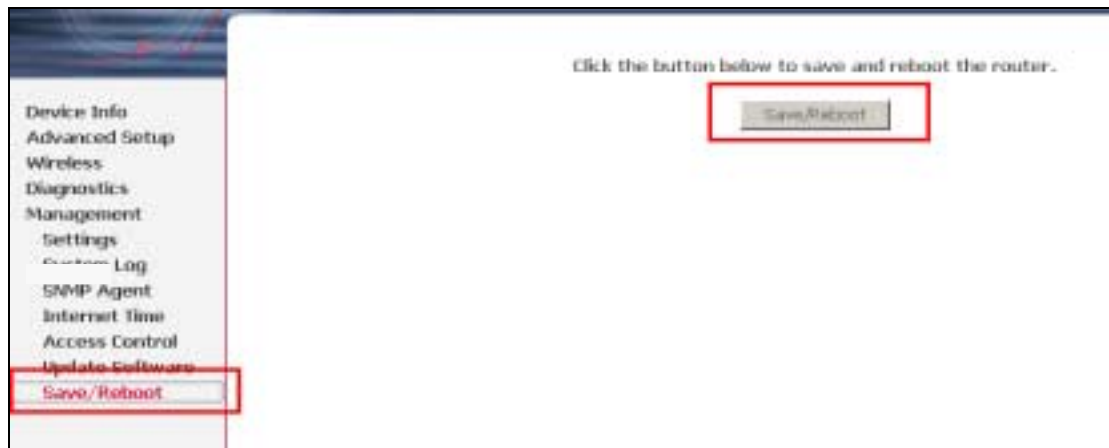 Click the button below to save and reboot the router.
Save/Reboot
Device Info
Advanced Setup
Wireless
Diagnostics
Management
Settings
System Log
SNMP Agent
Internet Time
Access Control
Update Software
Save/Reboot